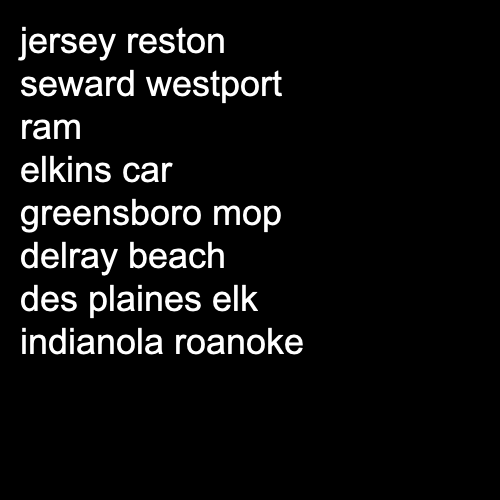 jersey reston
seward westport
ram
elkins car
greensboro mop
delray beach
des plaines elk
indianola roanoke